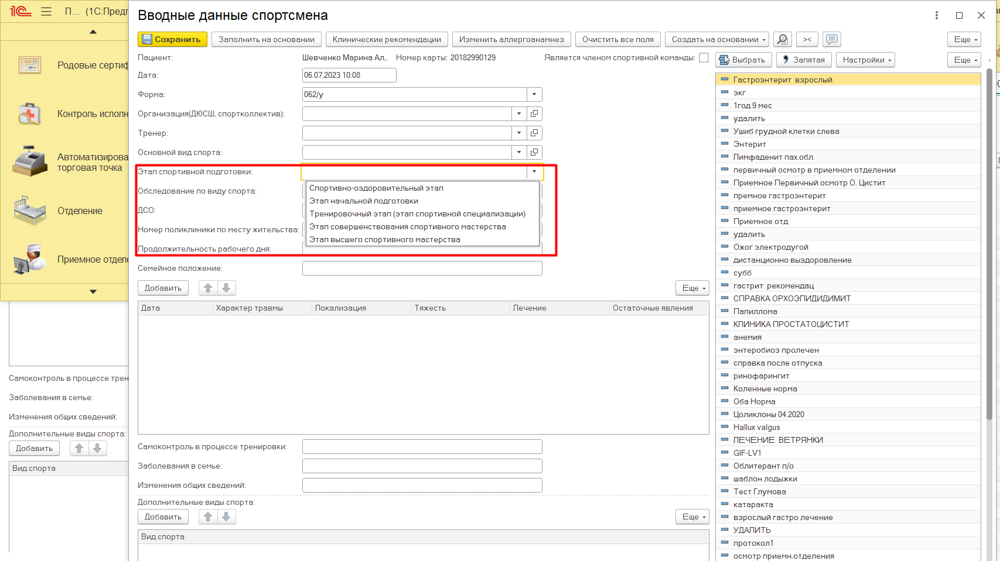 1С
П... (1С:Предп
Родовые сертиф
Контроль исполн
Автоматизирова
торговая точка
Отделение
Приемное отделе
Самоконтроль в процессе трен
Заболевания в семье:
Изменения общих сведений:
Дополнительные виды спорта:
Добавить
Вид спорта
Вводные данные спортсмена
Сохранить
Заполнить на основании
Клинические рекомендации
Изменить аллергоанамнез
Очистить все поля
Создать на основании
><
Еще
Пациент: Шевченко Марина Ал... Номер карты: 20182990129 Является членом спортивной команды:
Дата: 06.07.2023 10:08
Форма: 062/у
Организация(ДЮСШ, спортколлектив):
Тренер:
Основной вид спорта:
Этап спортивной подготовки:
Спортивно-оздоровительный этап
Этап начальной подготовки
Тренировочный этап (этап спортивной специализации)
Этап совершенствования спортивного мастерства
Этап высшего спортивного мастерства
Обследование по виду спорта:
ДСО:
Номер поликлиники по месту жительства:
Продолжительность рабочего дня:
Семейное положение:
Добавить
Еще
Дата Характер травмы Локализация Тяжесть Лечение Остаточные явления
Самоконтроль в процессе тренировки:
Заболевания в семье:
Изменения общих сведений:
Дополнительные виды спорта:
Добавить
Еще
Вид спорта
Выбрать
Запятая
Настройки
Еще
Гастроэнтерит взрослый
экг
1год 9 мес
удалить
Ушиб грудной клетки слева
Энтерит
Лимфаденит пах.обл.
первичный осмотр в приемном отделении
Приемное Первичный осмотр О. Цистит
премное гастроэнтерит
приемное гастроэнтерит
Приемное отд
удалить
Ожог электродугой
дистанционно выздоровление
субб
гастрит рекомендац
СПРАВКА ОРХОЭПИДИДИМИТ
Папиллома
КЛИНИКА ПРОСТАТОЦИСТИТ
анемия
энтеробиоз пролечен
справка после отпуска
ринофарингит
Коленные норма
Оба Норма
Цоликлоны 04.2020
Hallux valgus
ЛЕЧЕНИЕ ВЕТРЯНКИ
GIF-LV1
Облитерант п/о
шаблон лодыжки
Тест Глумова
катаракта
взрослый гастро лечение
УДАЛИТЬ
протокол1
осмотр приемн.отделения